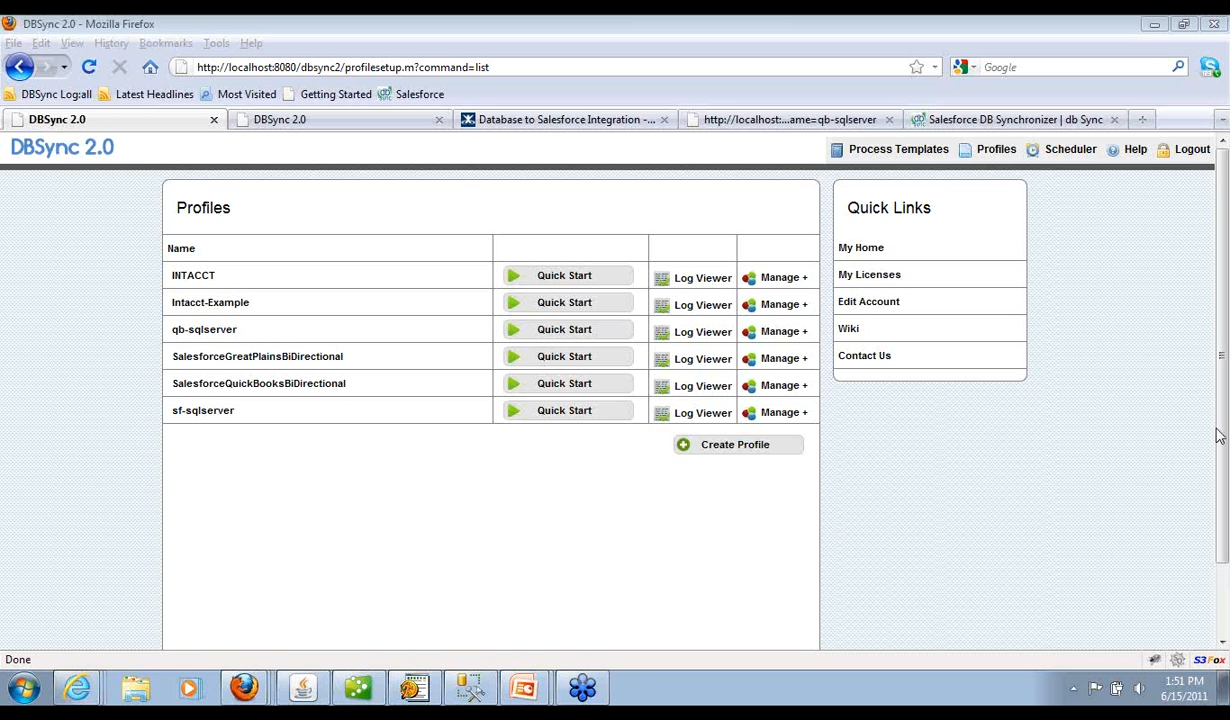 DBSync 2.0 - Mozilla Firefox
File Edit View History Bookmarks Tools Help
http://localhost:8080/dbsync2/profilesetup.m?command=list
Google
DBSync Log:all Latest Headlines Most Visited Getting Started Salesforce
DBSync 2.0 DBSync 2.0 Database to Salesforce Integration -... http://localhost:...ame=qb-sqlserver Salesforce DB Synchronizer | db Sync
DBSync 2.0
Process Templates Profiles Scheduler Help Logout
Profiles
Name
INTACCT Quick Start Log Viewer Manage +
Intacct-Example Quick Start Log Viewer Manage +
qb-sqlserver Quick Start Log Viewer Manage +
SalesforceGreatPlainsBiDirectional Quick Start Log Viewer Manage +
SalesforceQuickBooksBiDirectional Quick Start Log Viewer Manage +
sf-sqlserver Quick Start Log Viewer Manage +
Create Profile
Quick Links
My Home
My Licenses
Edit Account
Wiki
Contact Us
Done
S3Fox
1:51 PM
6/15/2011